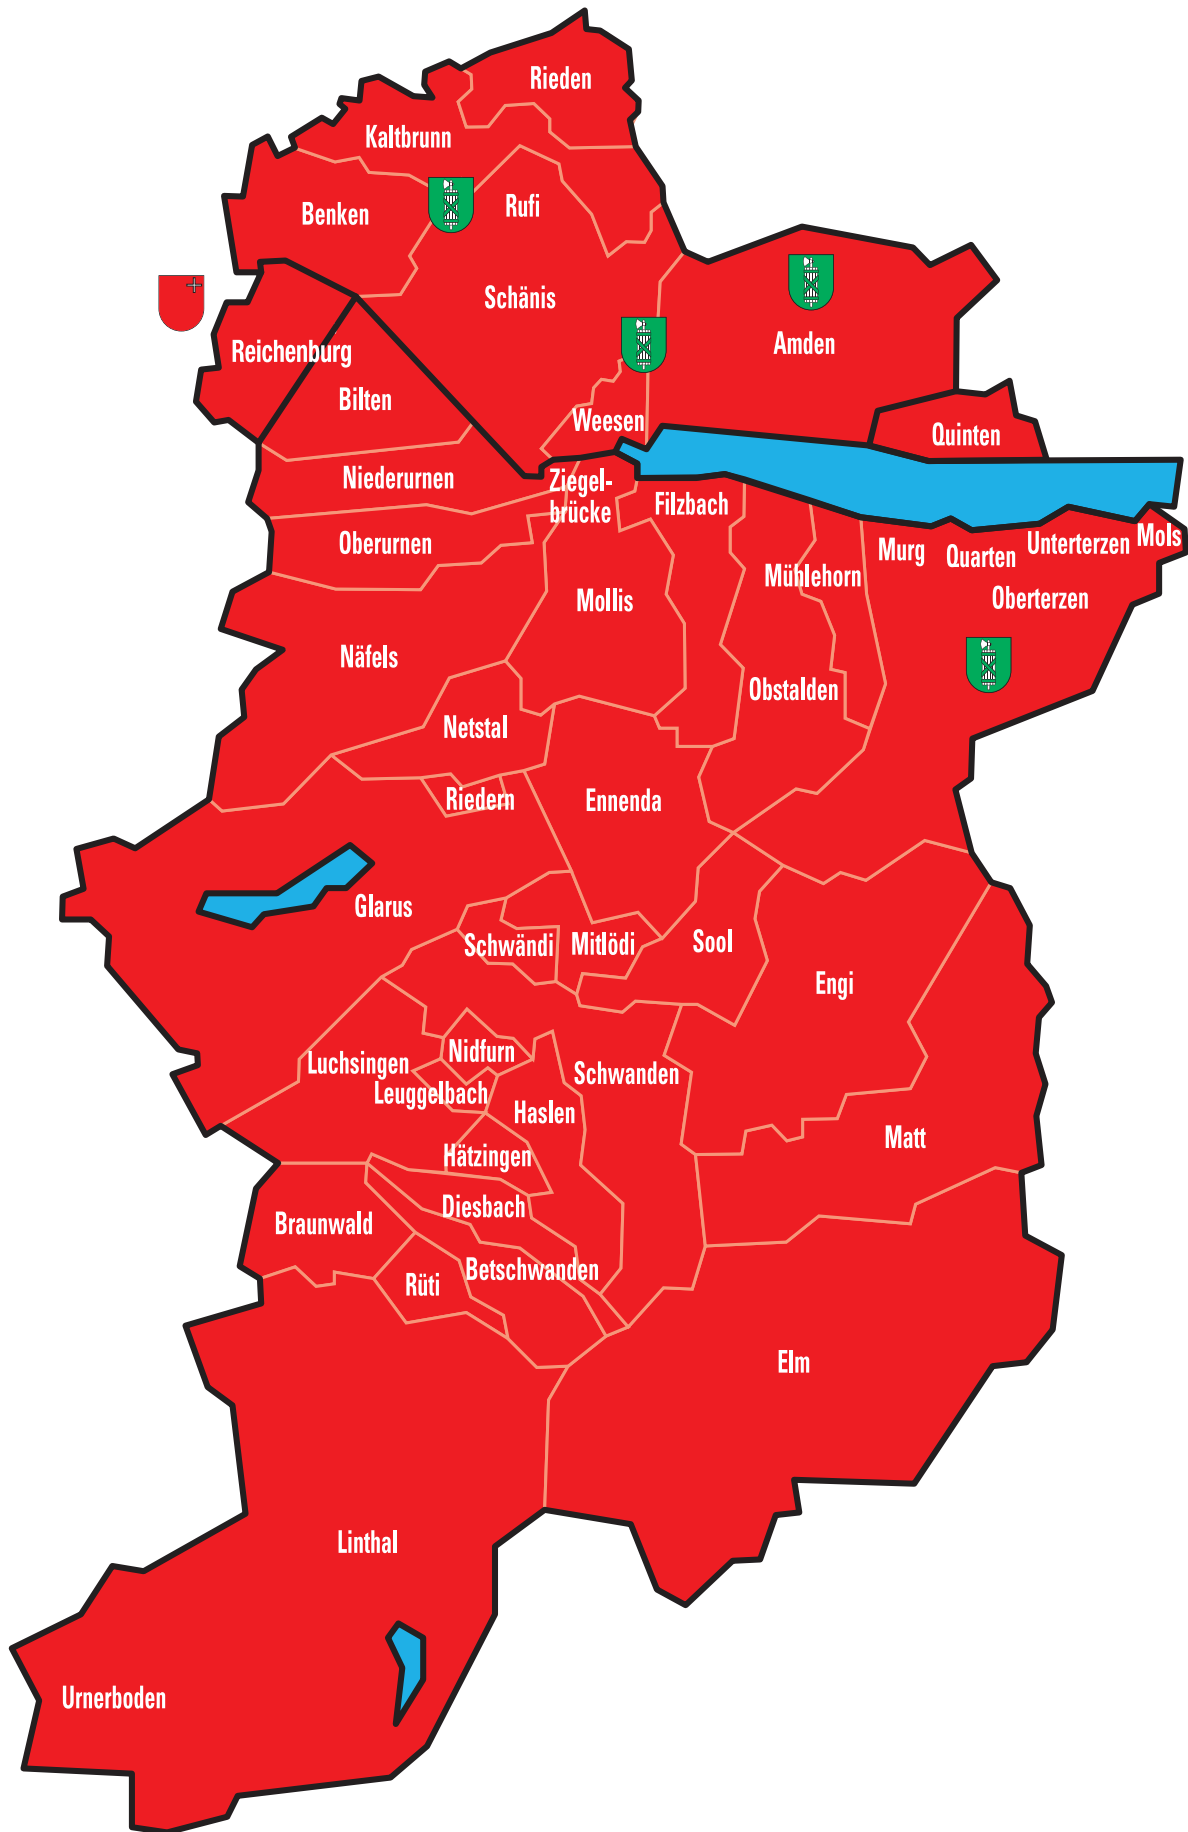 Rieden
Kaltbrunn
Rufi
Benken
Schänis
Amden
Reichenburg
Bilten
Weesen
Quinten
Niederurnen
Ziegel-
brücke
Filzbach
Oberurnen
Murg
Quarten
Unterterzen
Mols
Mühlehorn
Oberterzen
Mollis
Näfels
Obstalden
Netstal
Riedern
Ennenda
Glarus
Schwändi
Mitlödi
Sool
Engi
Nidfurn
Luchsingen
Schwanden
Leuggelbach
Haslen
Matt
Hätzingen
Diesbach
Braunwald
Betschwanden
Rüti
Elm
Linthal
Urnerboden